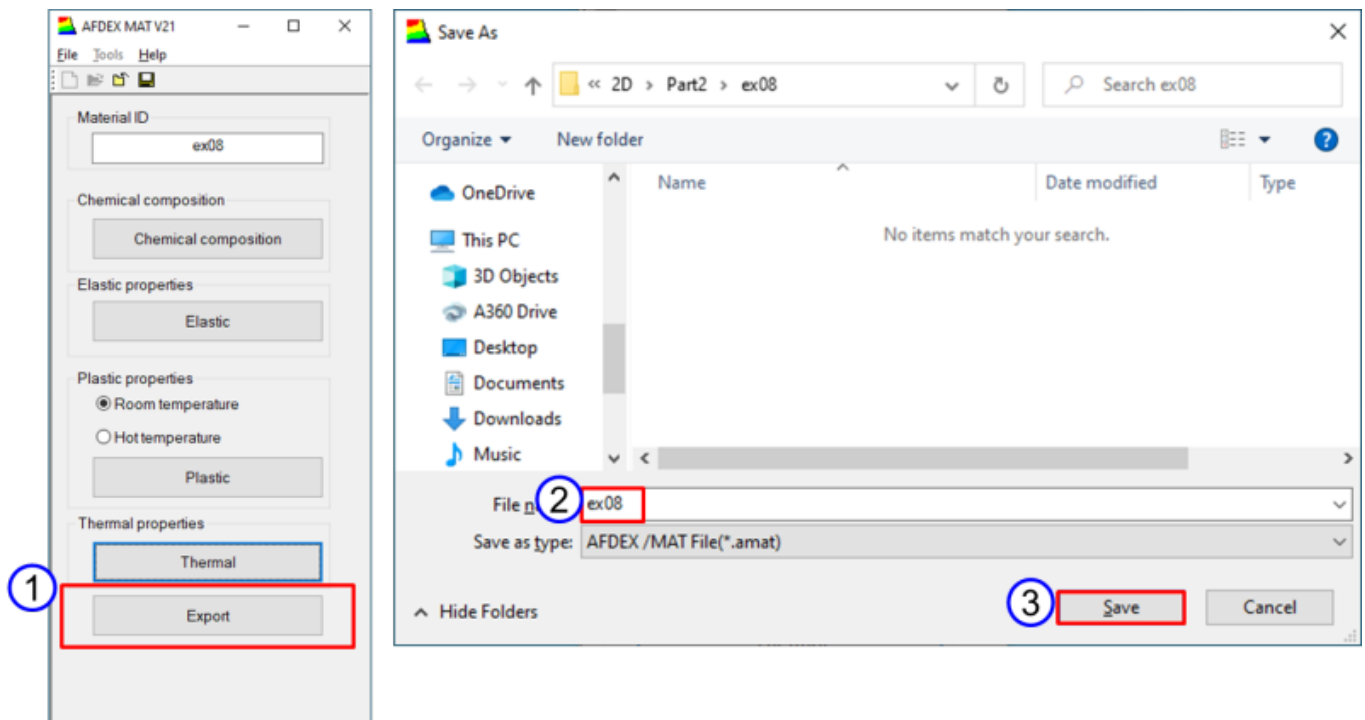 AFDEX MAT V21
File Tools Help
Material ID
ex08
Chemical composition
Chemical composition
Elastic properties
Elastic
Plastic properties
Room temperature
Hot temperature
Plastic
Thermal properties
Thermal
1
Export
Save As
« 2D > Part2 > ex08
Search ex08
Organize
New folder
?
Name
Date modified
Type
OneDrive
This PC
3D Objects
A360 Drive
Desktop
Documents
Downloads
Music
No items match your search.
File n
2
ex08
Save as type: AFDEX /MAT File(*.amat)
Hide Folders
3
Save
Cancel